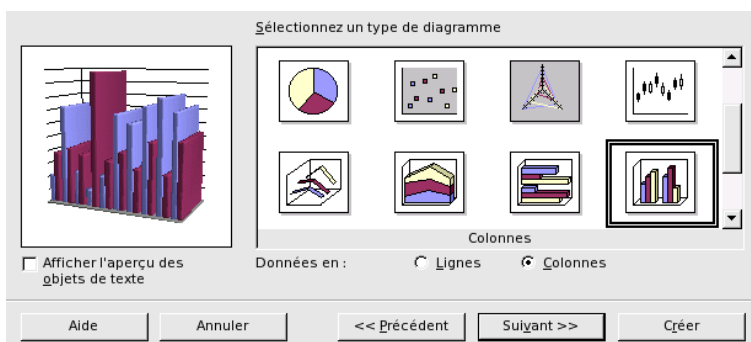 Sélectionnez un type de diagramme
Colonnes
Afficher l'aperçu des
objets de texte
Données en :
Lignes
Colonnes
Aide
Annuler
<< Précédent
Suivant >>
Créer